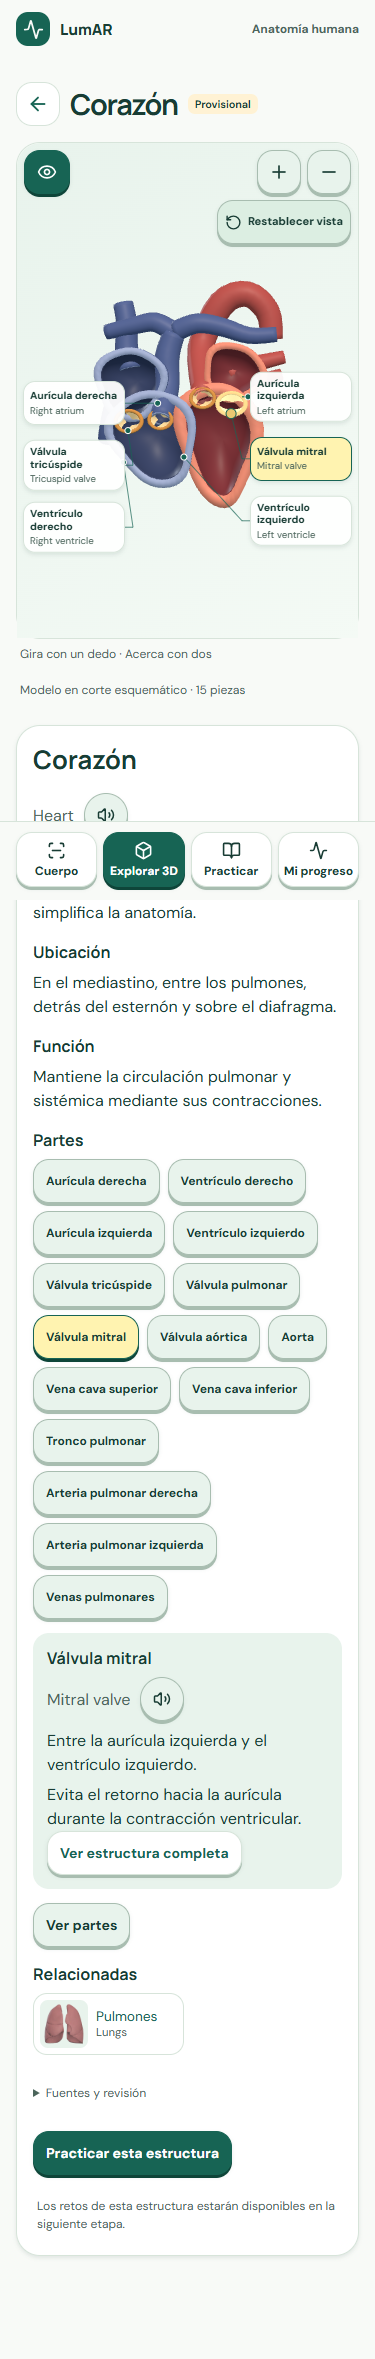 LumAR
Anatomía humana
Corazón
Provisional
Restablecer vista
Aurícula derecha
Right atrium
Aurícula
izquierda
Left atrium
Válvula
tricúspide
Tricuspid valve
Válvula mitral
Mitral valve
Ventrículo
derecho
Right ventricle
Ventrículo
izquierdo
Left ventricle
Gira con un dedo · Acerca con dos
Modelo en corte esquemático · 15 piezas
Corazón
Heart
Cuerpo
Explorar 3D
Practicar
Mi progreso
simplifica la anatomía.
Ubicación
En el mediastino, entre los pulmones,
detrás del esternón y sobre el diafragma.
Función
Mantiene la circulación pulmonar y
sistémica mediante sus contracciones.
Partes
Aurícula derecha
Ventrículo derecho
Aurícula izquierda
Ventrículo izquierdo
Válvula tricúspide
Válvula pulmonar
Válvula mitral
Válvula aórtica
Aorta
Vena cava superior
Vena cava inferior
Tronco pulmonar
Arteria pulmonar derecha
Arteria pulmonar izquierda
Venas pulmonares
Válvula mitral
Mitral valve
Entre la aurícula izquierda y el
ventrículo izquierdo.
Evita el retorno hacia la aurícula
durante la contracción ventricular.
Ver estructura completa
Ver partes
Relacionadas
Pulmones
Lungs
Fuentes y revisión
Practicar esta estructura
Los retos de esta estructura estarán disponibles en la
siguiente etapa.